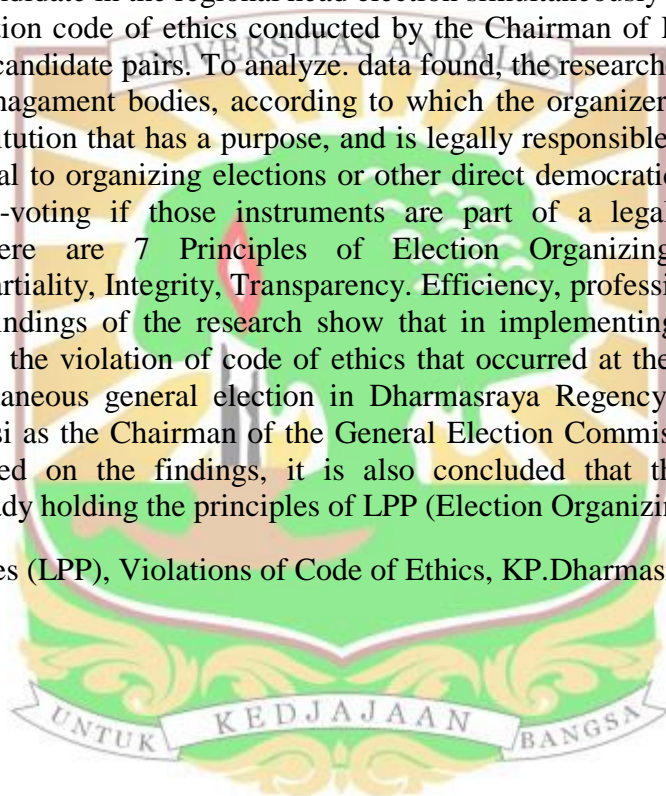 candidate in the regional head election simultaneously
tion code of ethics conducted by the Chairman of
UNIVERSITAS ANDALAS
candidate pairs. To analyze. data found, the research
nagament bodies, according to which the organizer
itution that has a purpose, and is legally responsible
al to organizing elections or other direct democratic
-voting if those instruments are part of a legal
ere are 7 Principles of Election Organizing
artiality, Integrity, Transparency. Efficiency, professi
indings of the research show that in implementing
the violation of code of ethics that occurred at the
taneous general election in Dharmasraya Regency
si as the Chairman of the General Election Commis
ed on the findings, it is also concluded that th
ady holding the principles of LPP (Election Organizi
es (LPP), Violations of Code of Ethics, KP.Dharmas
UNTUK KEDJAJAAN BANGSA